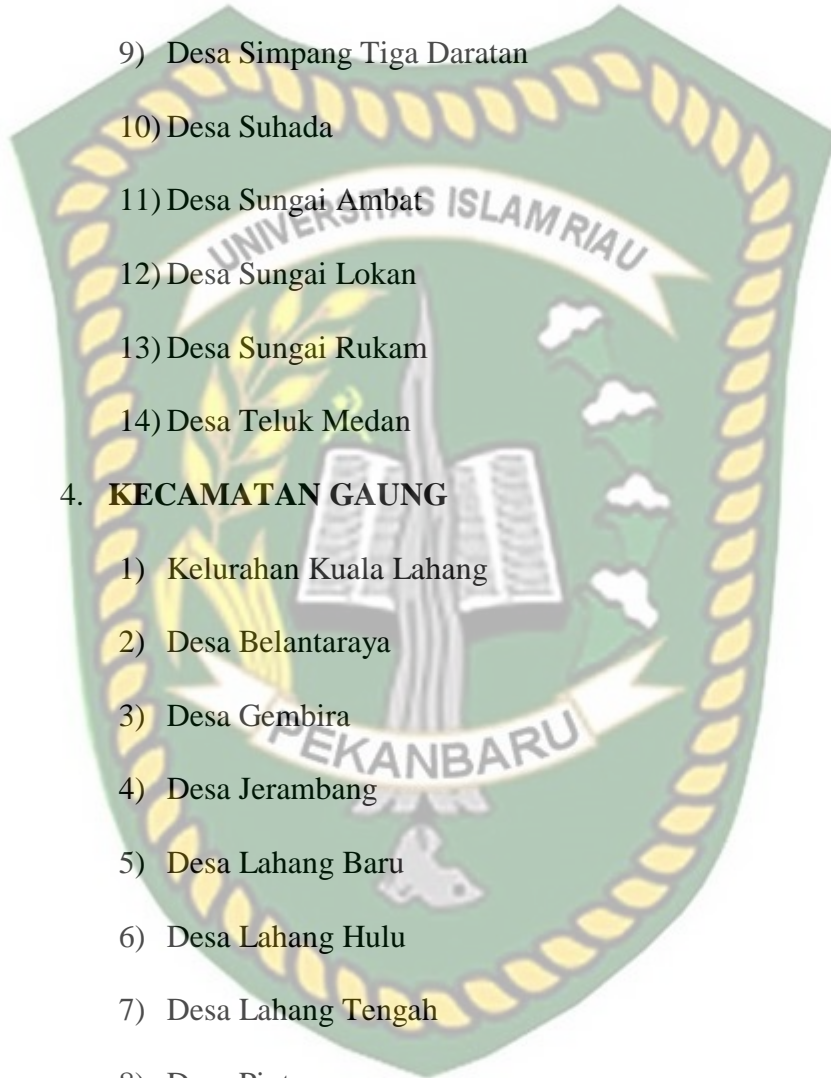 9) Desa Simpang Tiga Daratan
10) Desa Suhada
11) Desa Sungai Ambat
UNIVERSITAS ISLAM RIAU
12) Desa Sungai Lokan
13) Desa Sungai Rukam
14) Desa Teluk Medan
4. KECAMATAN GAUNG
1) Kelurahan Kuala Lahang
2) Desa Belantaraya
3) Desa Gembira
PEKANBARU
4) Desa Jerambang
5) Desa Lahang Baru
6) Desa Lahang Hulu
7) Desa Lahang Tengah
8) Desa